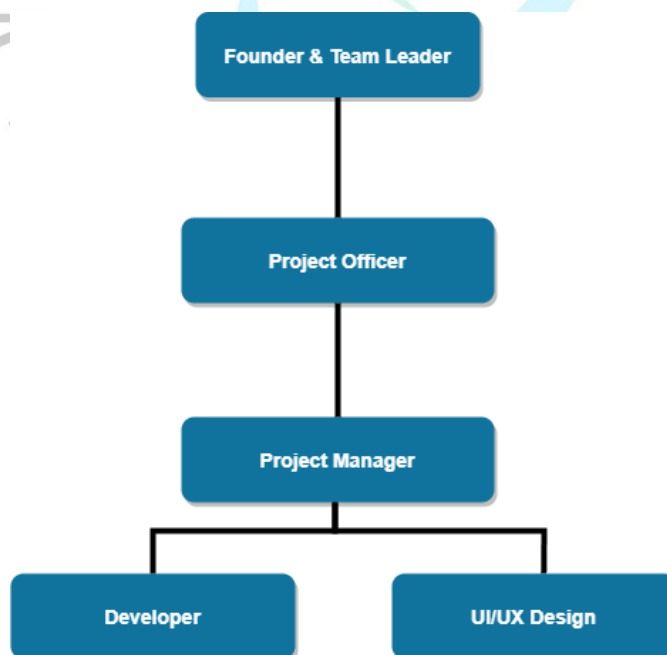 Founder & Team Leader
Project Officer
Project Manager
Developer
UI/UX Design